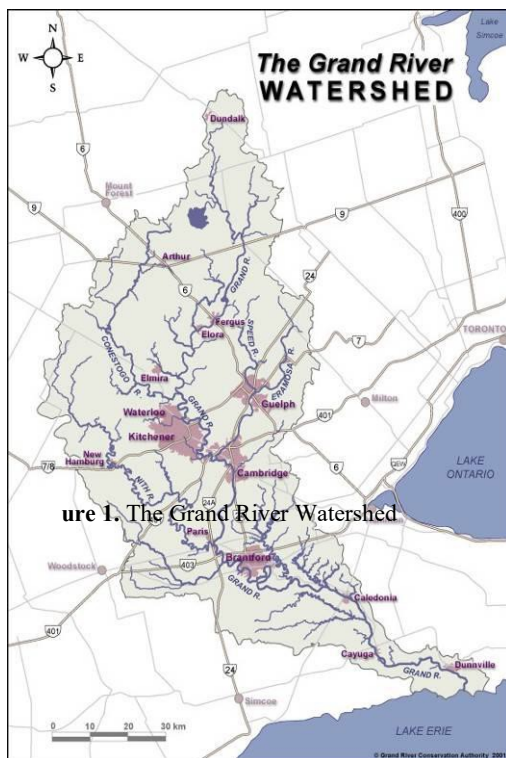 Lake
Simcoe
N
W E
S
The Grand River
WATERSHED
Dundalk
6
Mount
Forest
400
9
9
Arthur
24
6
GRAND R.
Fergus
Elora
SPEED R.
7
TORONTO
CONESTOGO R.
ERAMOSA R.
Elmira
GRAND R.
Guelph
Waterloo
401
Milton
Kitchener
7/8
New
Hamburg
6
QEW
LAKE
ONTARIO
Cambridge
NITH R.
24A
ure 1. The Grand River Watershed
Paris
Brantford
Woodstock
403
GRAND R.
Caledonia
401
Cayuga
Dunnville
GRAND R.
24
Simcoe
0 10 20 30 km
LAKE ERIE
© Grand River Conservation Authority 2001